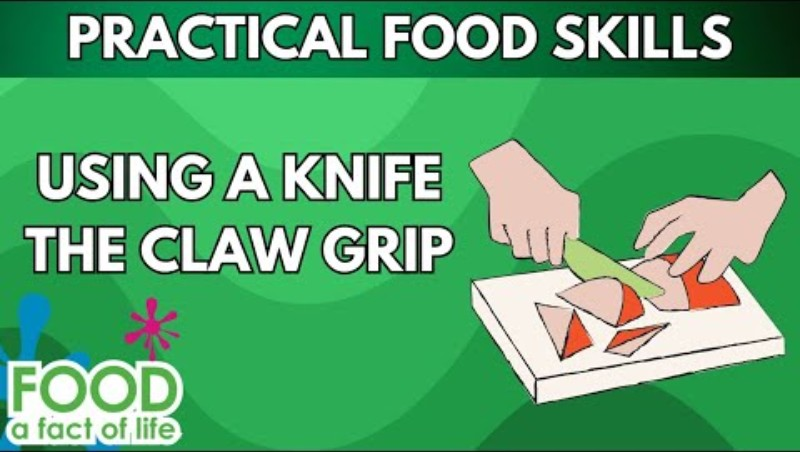 PRACTICAL FOOD SKILLS
USING A KNIFE
THE CLAW GRIP
FOOD
a fact of life